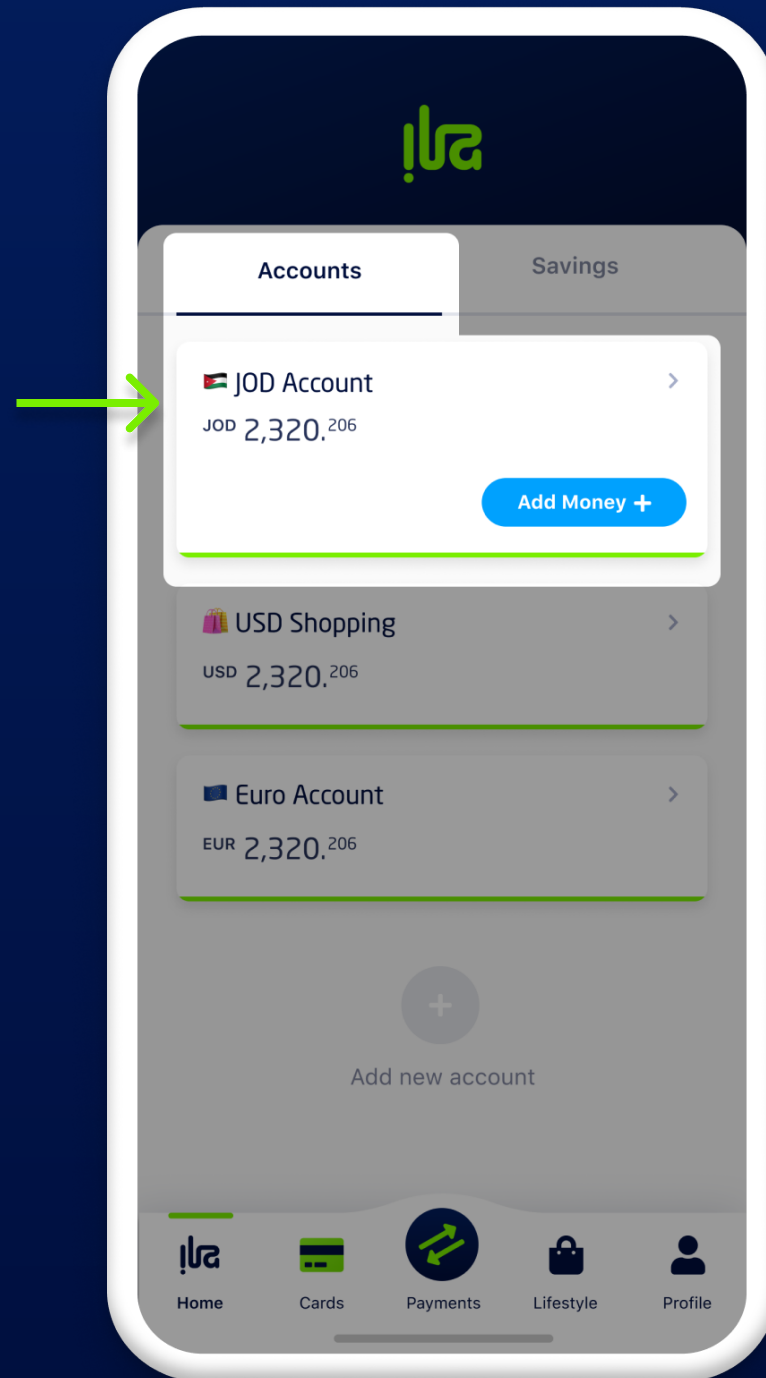 ila
Accounts
Savings
JOD Account
JOD 2,320.206
Add Money +
USD Shopping
USD 2,320.206
Euro Account
EUR 2,320.206
+
Add new account
ila
Home
Cards
Payments
Lifestyle
Profile